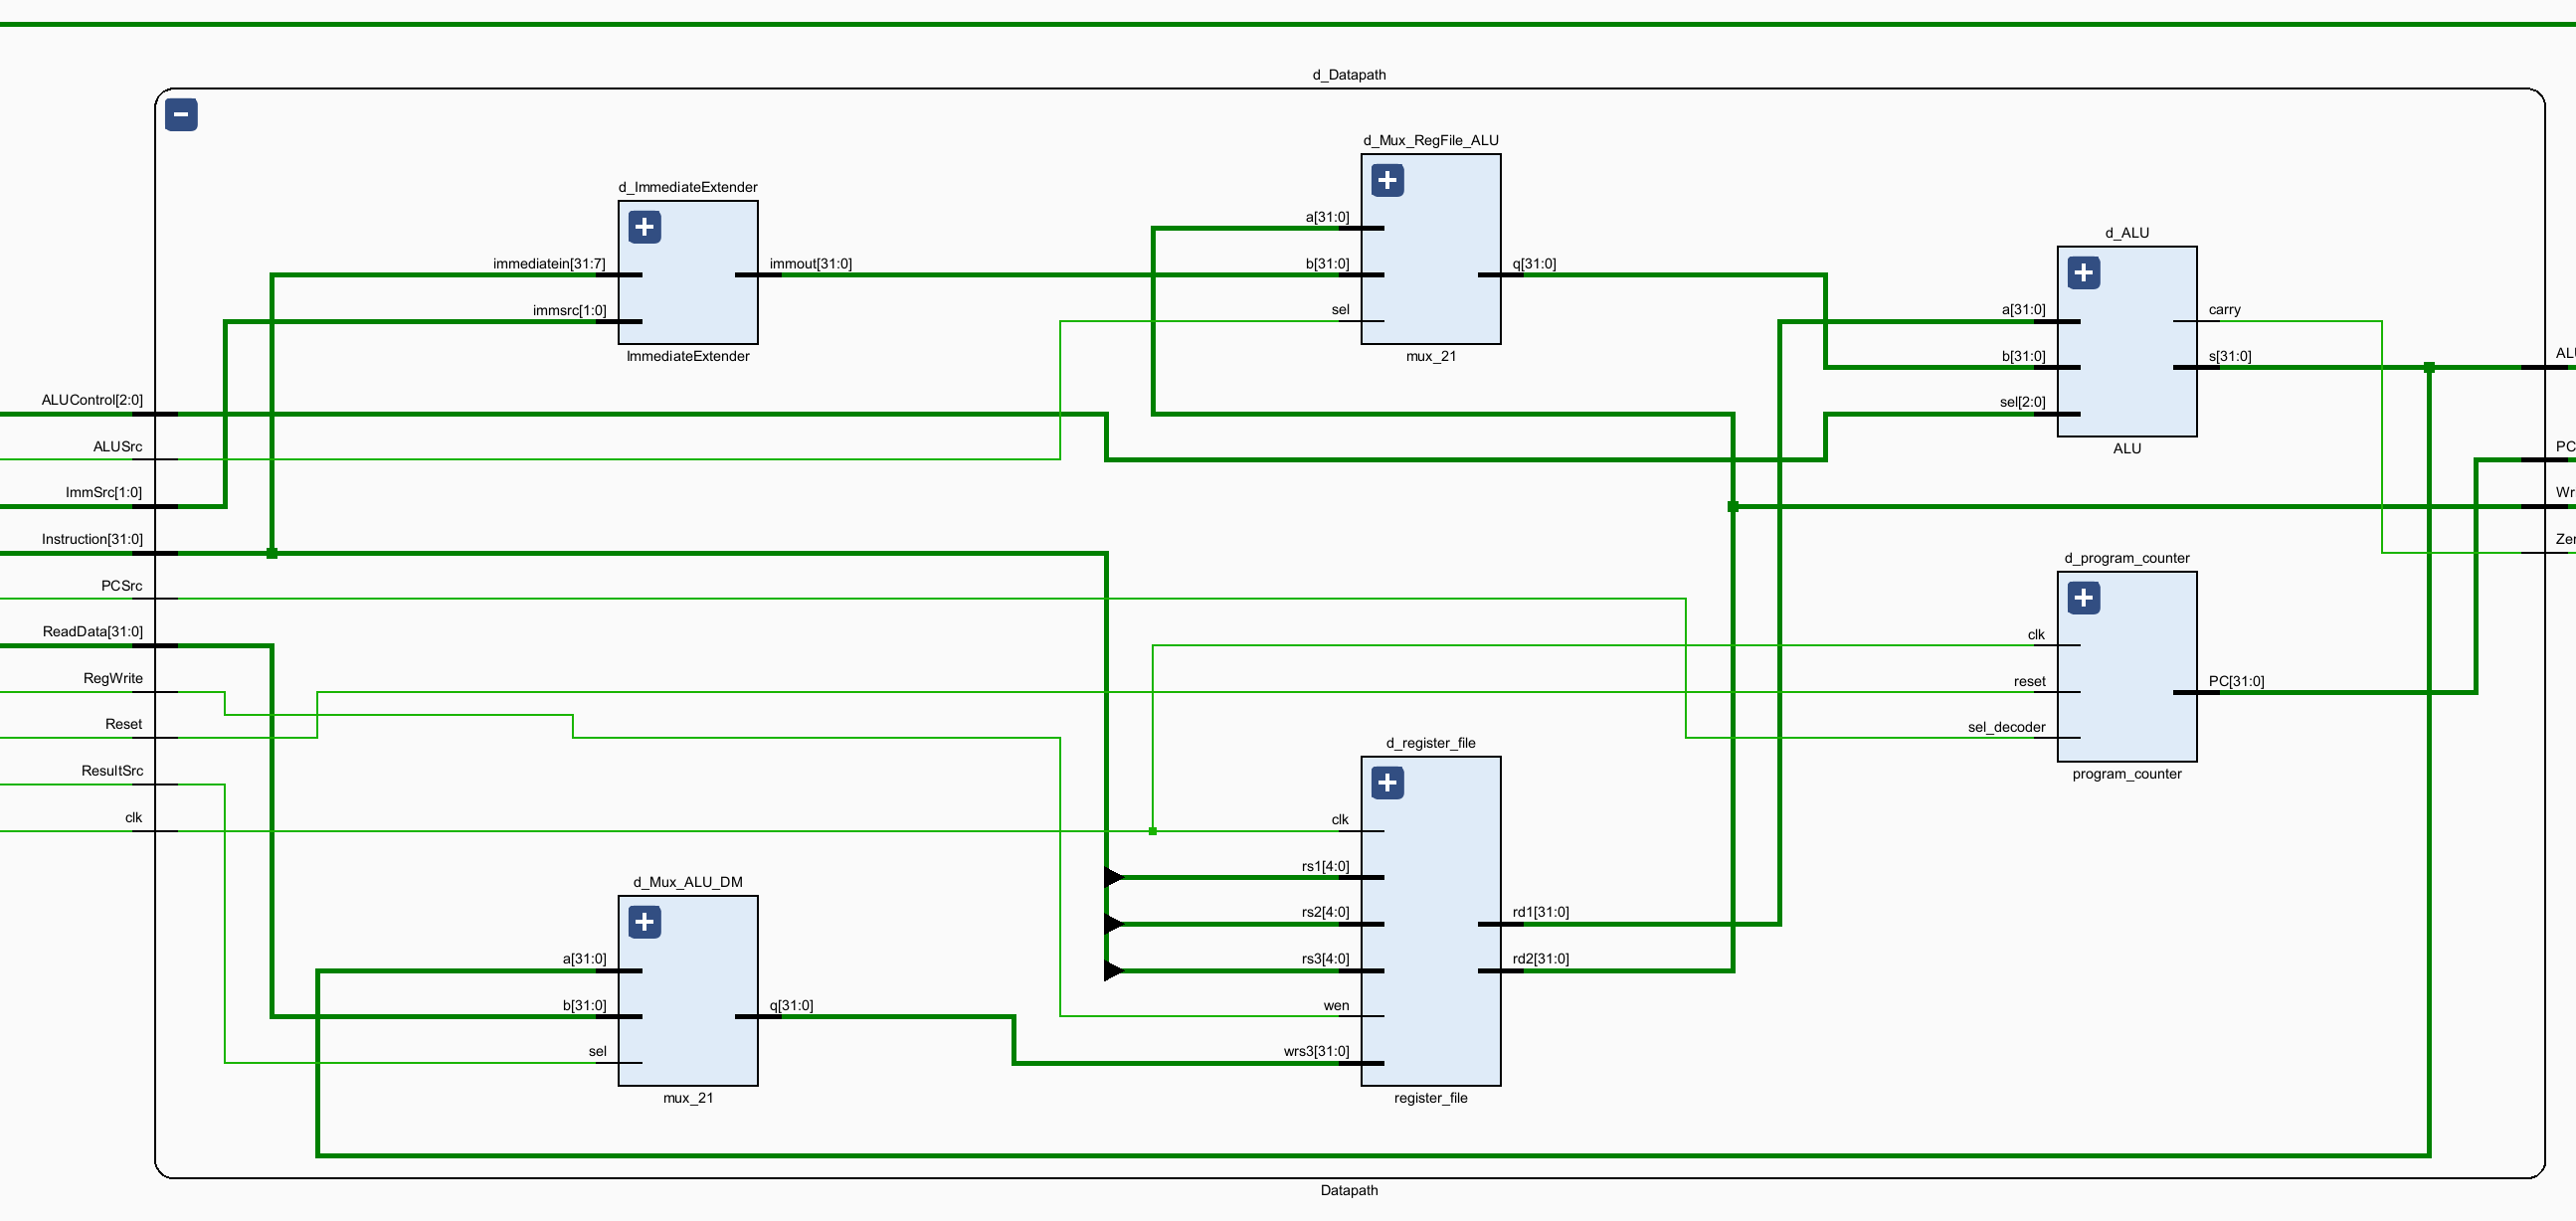 d_Datapath
d_Mux_RegFile_ALU
d_ImmediateExtender
a[31:0]
d_ALU
immediatein[31:7]
immout[31:0]
b[31:0]
q[31:0]
immsrc[1:0]
sel
a[31:0]
carry
ImmediateExtender
mux_21
b[31:0]
s[31:0]
ALUControl[2:0]
sel[2:0]
ALUSrc
ALU
PC
ImmSrc[1:0]
Wr
Instruction[31:0]
d_program_counter
PCSrc
ReadData[31:0]
clk
RegWrite
reset
PC[31:0]
Reset
sel_decoder
d_register_file
ResultSrc
program_counter
clk
clk
rs1[4:0]
d_Mux_ALU_DM
rs2[4:0]
rd1[31:0]
a[31:0]
rs3[4:0]
rd2[31:0]
b[31:0]
q[31:0]
wen
sel
wrs3[31:0]
mux_21
register_file
Datapath